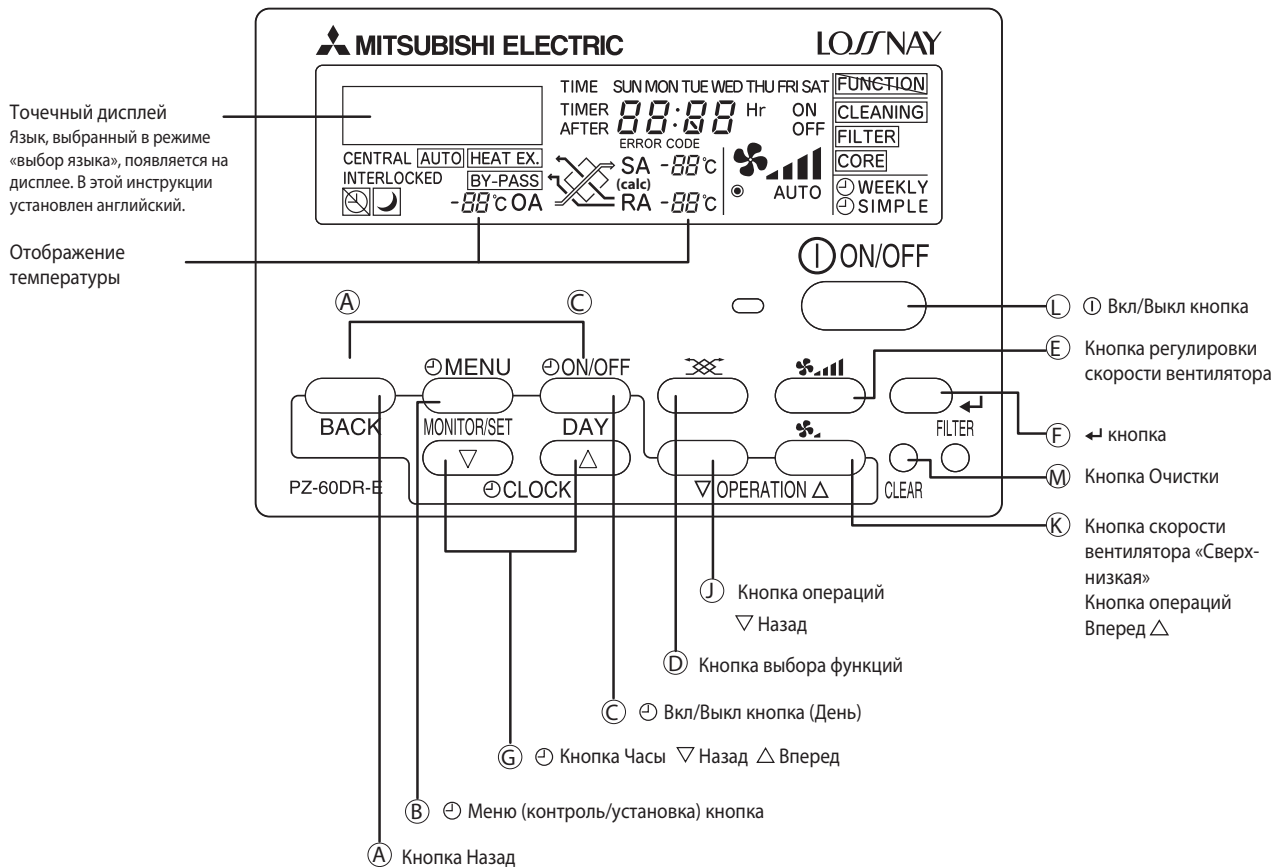 MITSUBISHI ELECTRIC
LOSSNAY
Точечный дисплей
Язык, выбранный в режиме
«выбор языка», появляется на
дисплее. В этой инструкции
установлен английский.
Отображение
температуры
TIME SUN MON TUE WED THU FRI SAT
TIMER
AFTER
88:88 Hr ON
OFF
ERROR CODE
FUNCTION
CLEANING
FILTER
CORE
WEEKLY
SIMPLE
CENTRAL AUTO HEAT EX.
INTERLOCKED
BY-PASS
-88°C OA
SA -88°C
(calc)
RA -88°C
AUTO
ON/OFF
A
C
MENU
ON/OFF
BACK
MONITOR/SET
DAY
▽
△
FILTER
PZ-60DR-E
CLOCK
▽ OPERATION △
CLEAR
L Вкл/Выкл кнопка
E Кнопка регулировки
скорости вентилятора
F ↵ кнопка
M Кнопка Очистки
K Кнопка скорости
вентилятора «Сверх-
низкая»
Кнопка операций
Вперед △
J Кнопка операций
▽ Назад
D Кнопка выбора функций
C Вкл/Выкл кнопка (День)
G Кнопка Часы ▽ Назад △ Вперед
B Меню (контроль/установка) кнопка
A Кнопка Назад